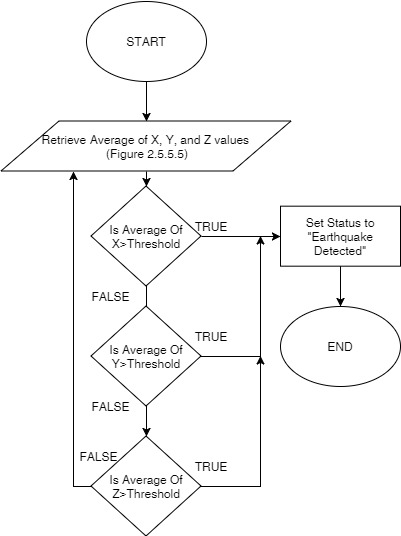 START
Retrieve Average of X, Y, and Z values
(Figure 2.5.5.5)
Is Average Of
X>Threshold
TRUE
Set Status to
"Earthquake
Detected"
FALSE
Is Average Of
Y>Threshold
TRUE
END
FALSE
Is Average Of
Z>Threshold
FALSE
TRUE